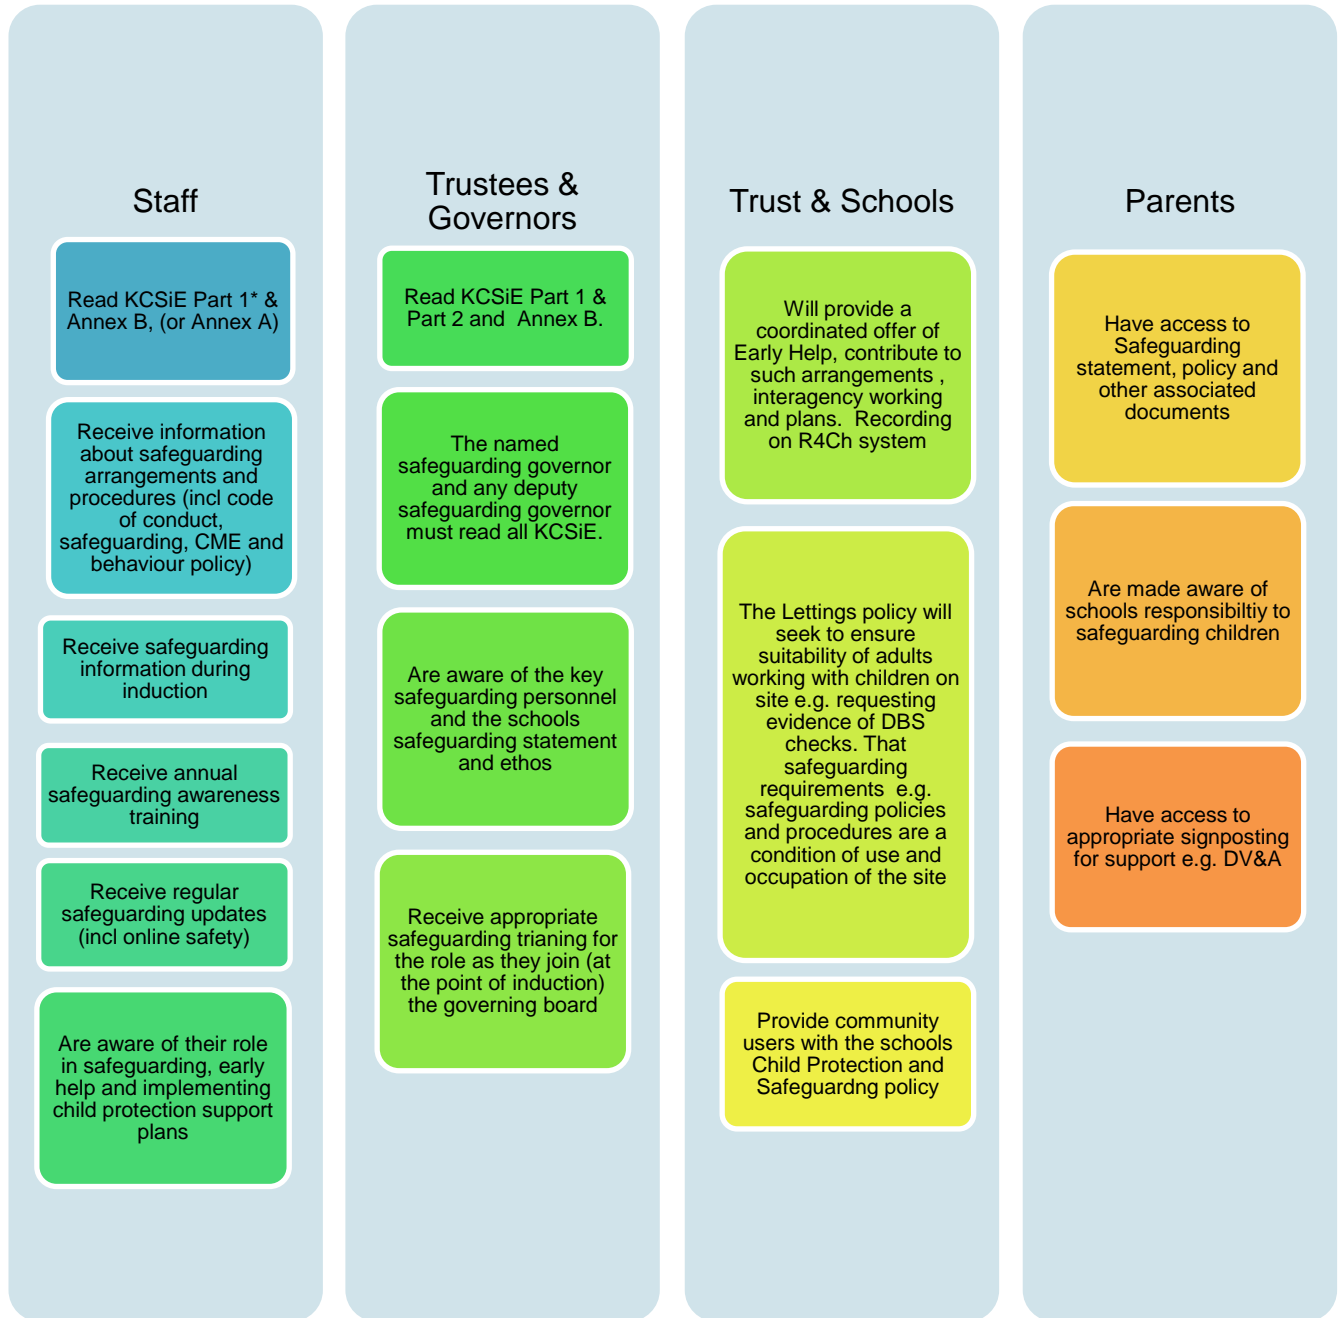 Staff
Read KCSiE Part 1* &
Annex B, (or Annex A)
Receive information
about safeguarding
arrangements and
procedures (incl code
of conduct,
safeguarding, CME and
behaviour policy)
Receive safeguarding
information during
induction
Receive annual
safeguarding awareness
training
Receive regular
safeguarding updates
(incl online safety)
Are aware of their role
in safeguarding, early
help and implementing
child protection support
plans
Trustees &
Governors
Read KCSiE Part 1 &
Part 2 and Annex B.
The named
safeguarding governor
and any deputy
safeguarding governor
must read all KCSiE.
Are aware of the key
safeguarding personnel
and the schools
safeguarding statement
and ethos
Receive appropriate
safeguarding trianing for
the role as they join (at
the point of induction)
the governing board
Trust & Schools
Will provide a
coordinated offer of
Early Help, contribute to
such arrangements ,
interagency working
and plans. Recording
on R4Ch system
The Lettings policy will
seek to ensure
suitability of adults
working with children on
site e.g. requesting
evidence of DBS
checks. That
safeguarding
requirements e.g.
safeguarding policies
and procedures are a
condition of use and
occupation of the site
Provide community
users with the schools
Child Protection and
Safeguardng policy
Parents
Have access to
Safeguarding
statement, policy and
other associated
documents
Are made aware of
schools responsibiltiy to
safeguarding children
Have access to
appropriate signposting
for support e.g. DV&A